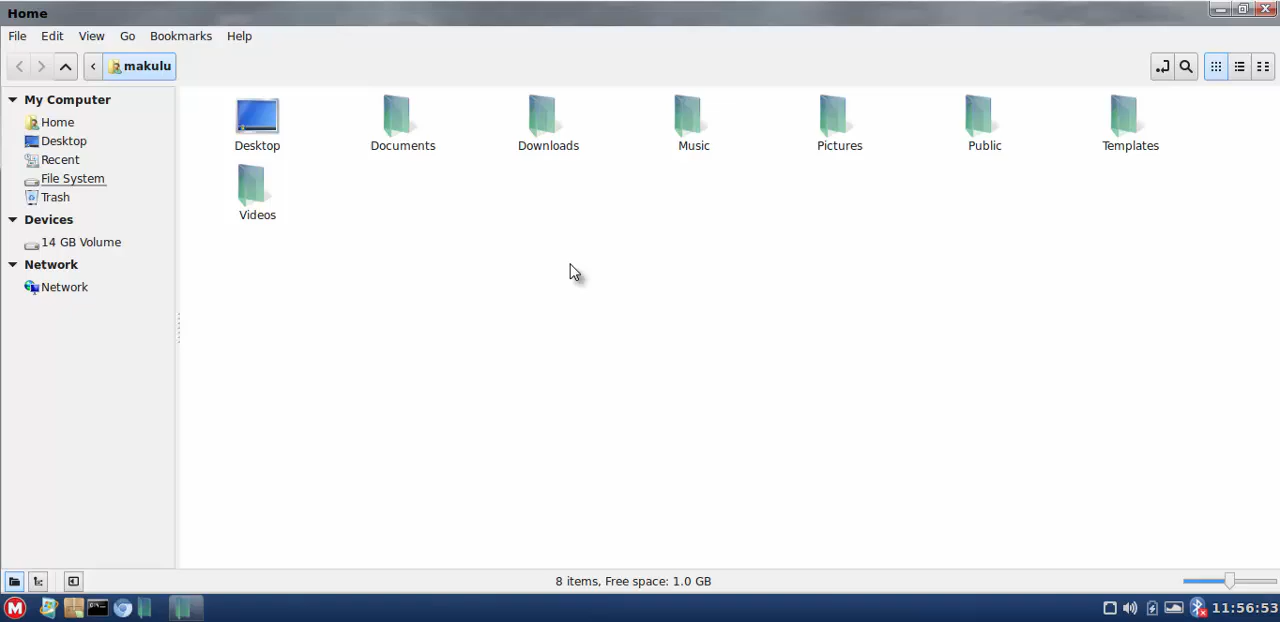 Home
File Edit View Go Bookmarks Help
makulu
My Computer
Home
Desktop
Recent
File System
Trash
Devices
14 GB Volume
Network
Network
Desktop Documents Downloads Music Pictures Public Templates
Videos
8 items, Free space: 1.0 GB
M
11:56:53